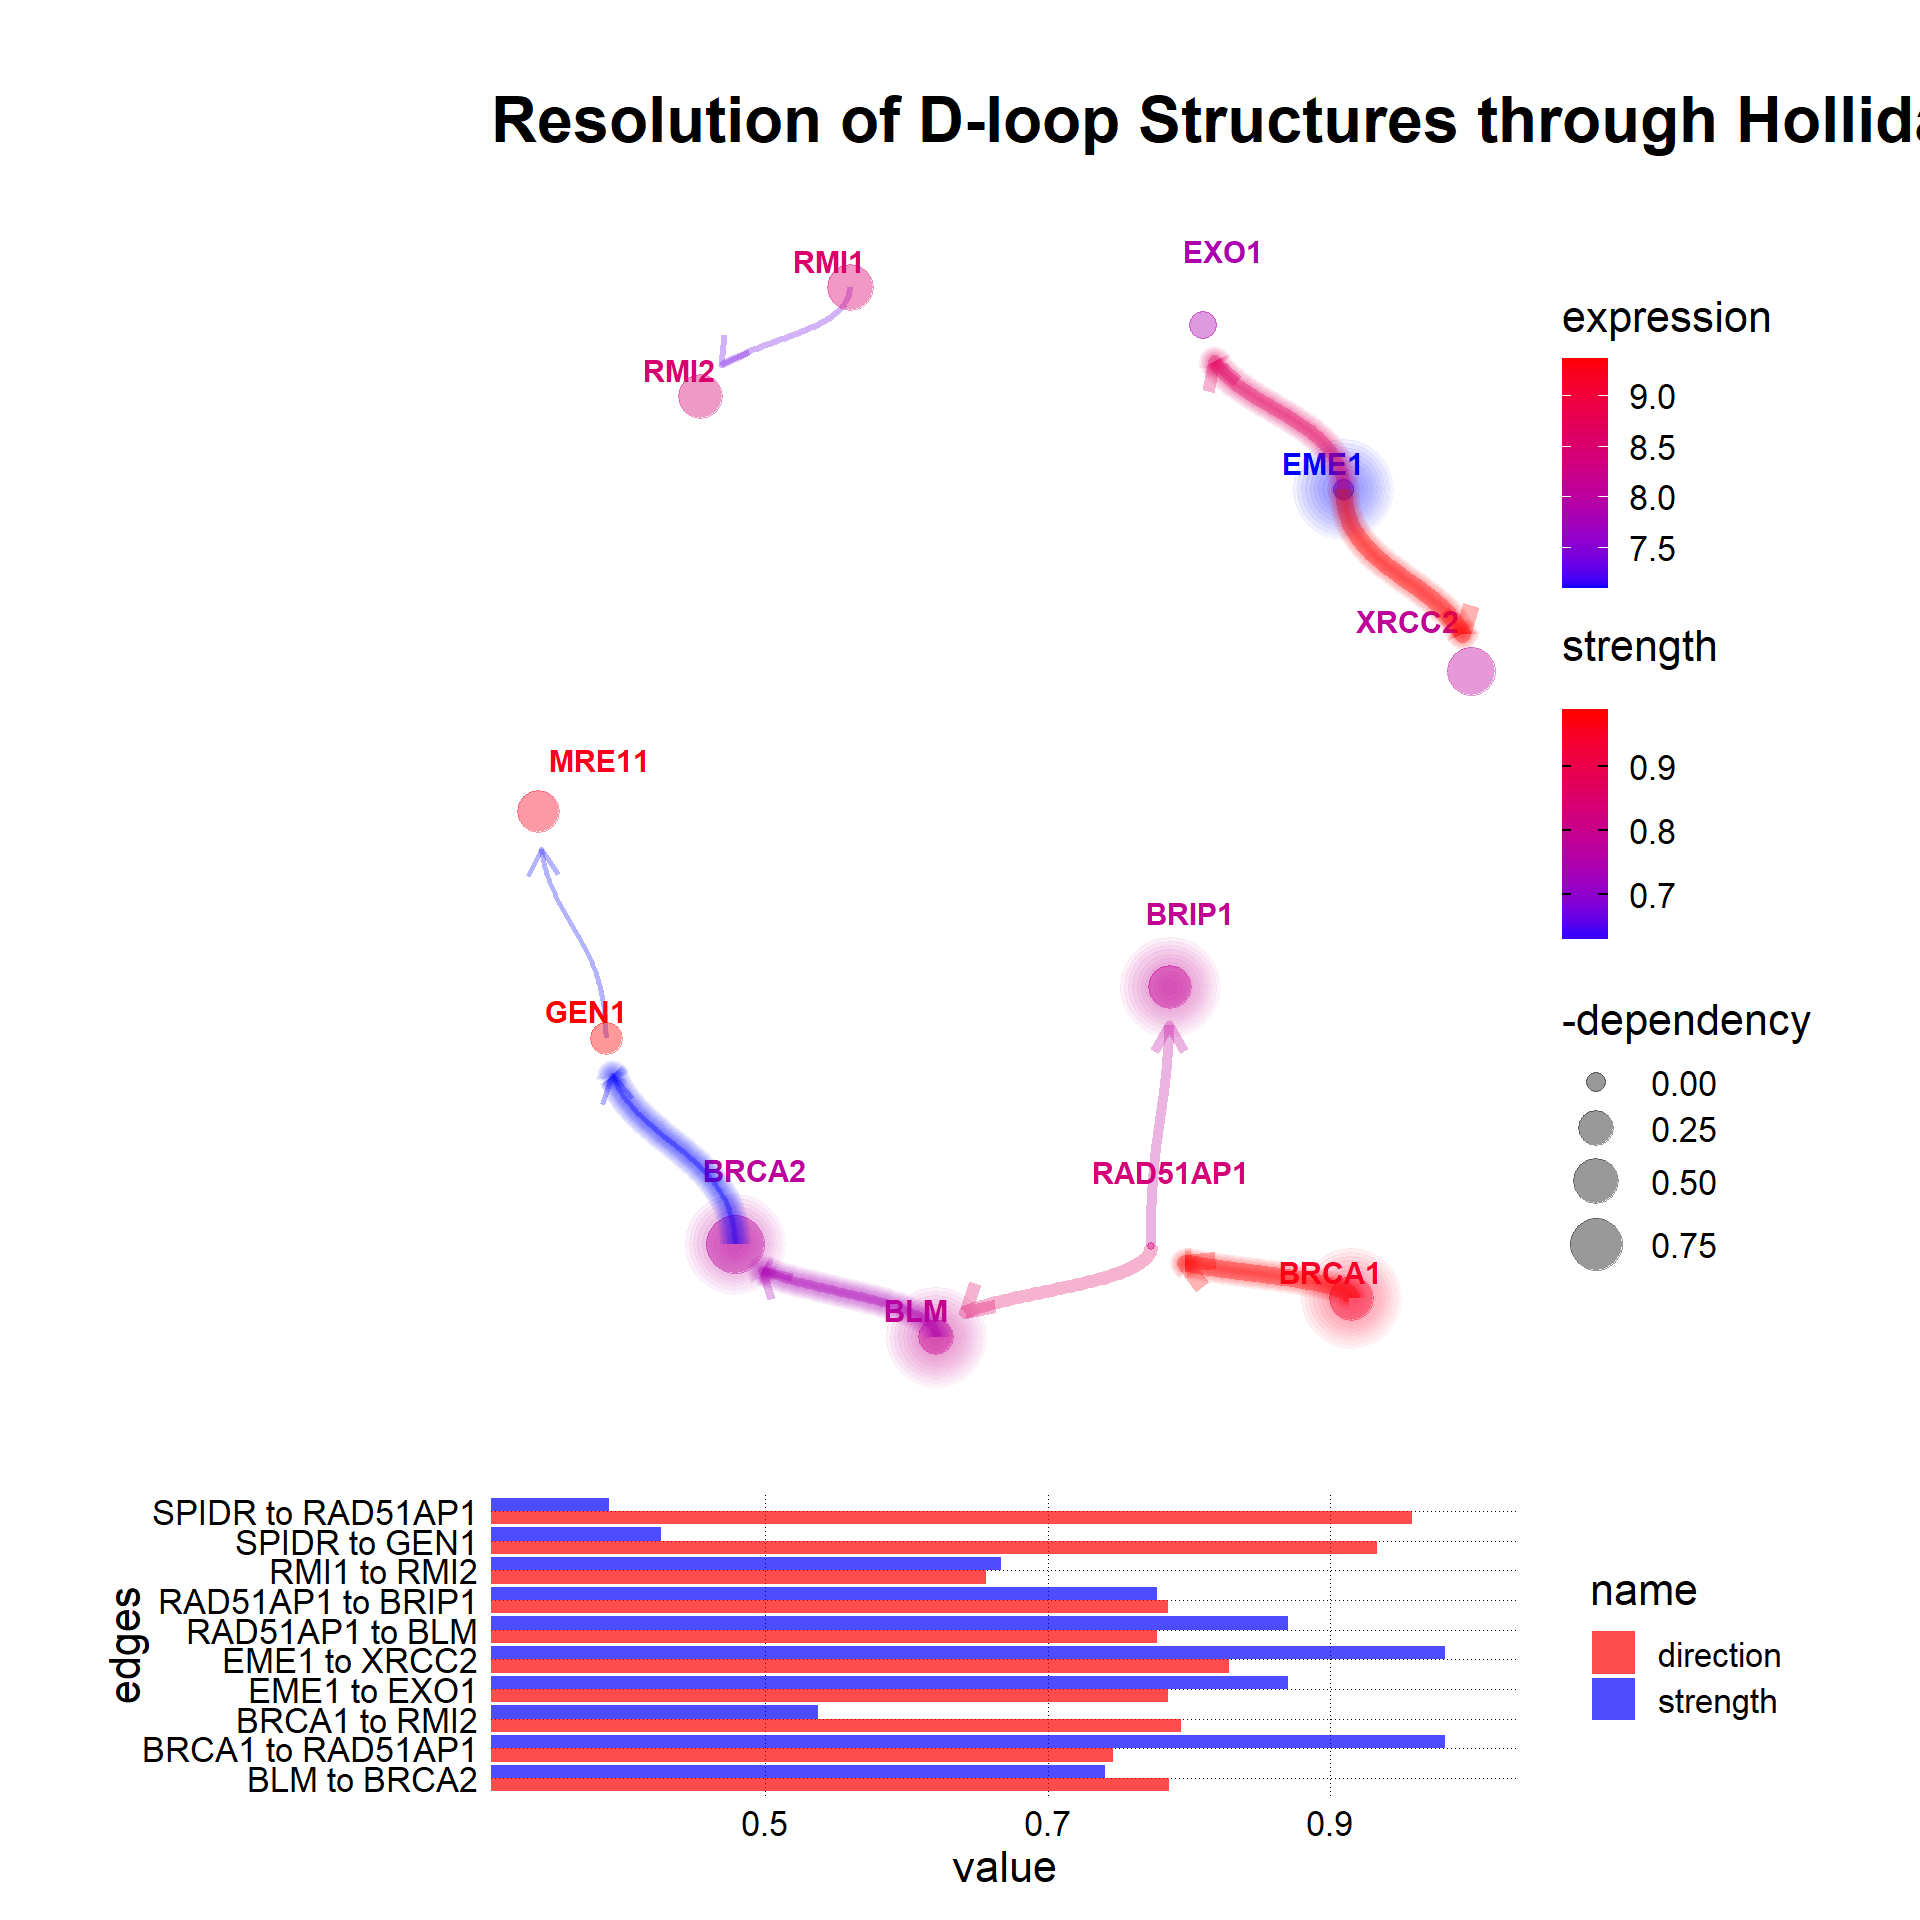 Resolution of D-loop Structures through Hollida
RMI1
EXO1
RMI2
EME1
XRCC2
MRE11
BRIP1
GEN1
BRCA2
RAD51AP1
BRCA1
BLM
expression
9.0
8.5
8.0
7.5
strength
0.9
0.8
0.7
-dependency
0.00
0.25
0.50
0.75
edges
SPIDR to RAD51AP1
SPIDR to GEN1
RMI1 to RMI2
RAD51AP1 to BRIP1
RAD51AP1 to BLM
EME1 to XRCC2
EME1 to EXO1
BRCA1 to RMI2
BRCA1 to RAD51AP1
BLM to BRCA2
0.5 0.7 0.9
value
name
direction
strength